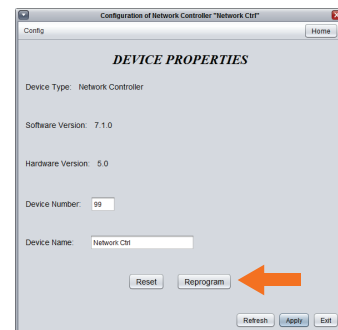 Configuration of Network Controller "Network Ctrl"
Config
Home
DEVICE PROPERTIES
Device Type: Network Controller
Software Version: 7.1.0
Hardware Version: 5.0
Device Number: 99
Device Name: Network Ctrl
Reset Reprogram
Refresh Apply Exit